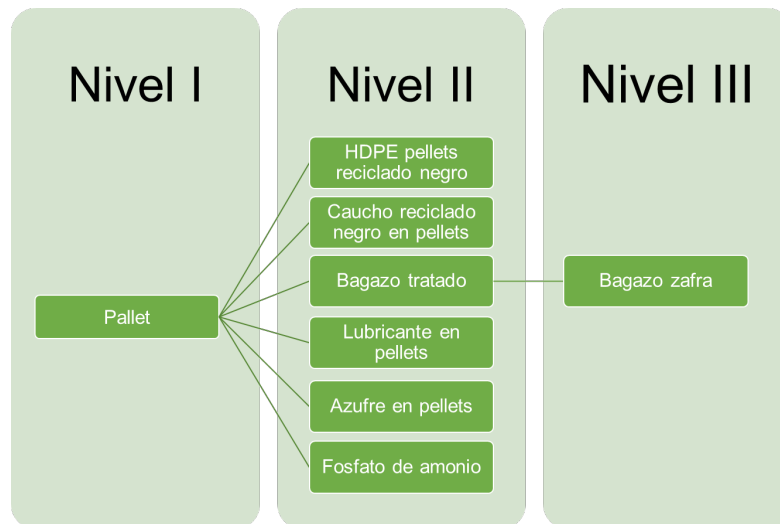 Nivel I
Nivel II
Nivel III
HDPE pellets
reciclado negro
Caucho reciclado
negro en pellets
Bagazo tratado
Bagazo zafra
Pallet
Lubricante en
pellets
Azufre en pellets
Fosfato de amonio